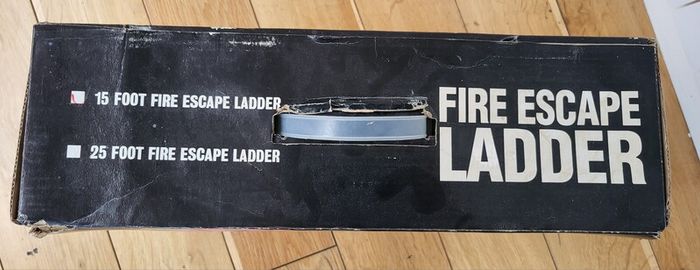 15 FOOT FIRE ESCAPE LADDER
25 FOOT FIRE ESCAPE LADDER
FIRE ESCAPE
LADDER